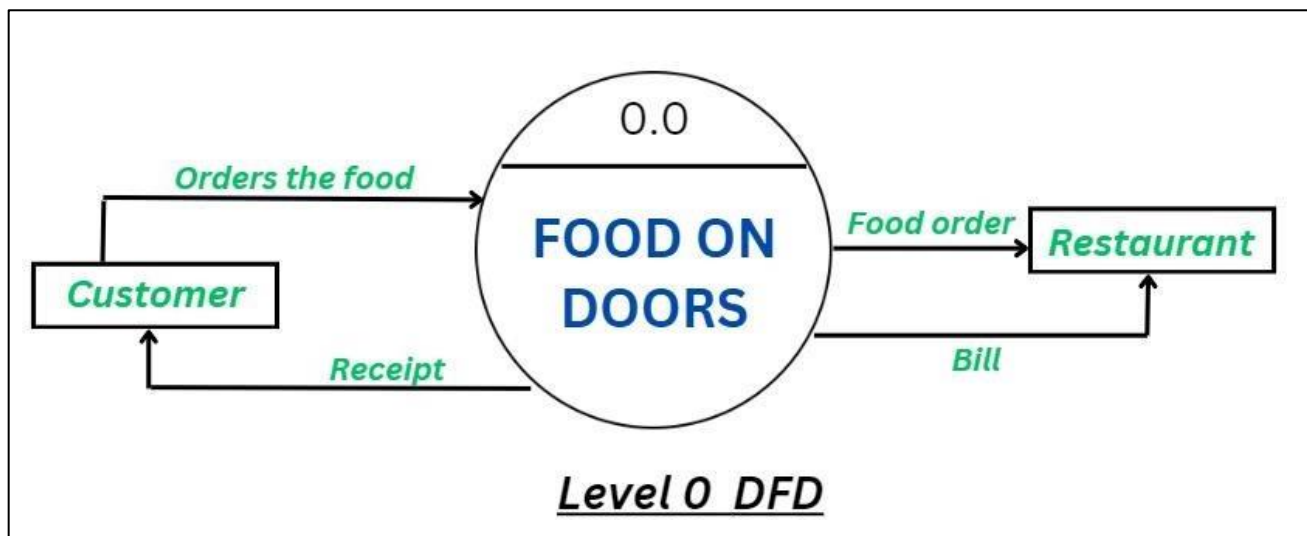 0.0
Orders the food
FOOD ON
DOORS
Food order
Restaurant
Customer
Receipt
Bill
Level 0 DFD